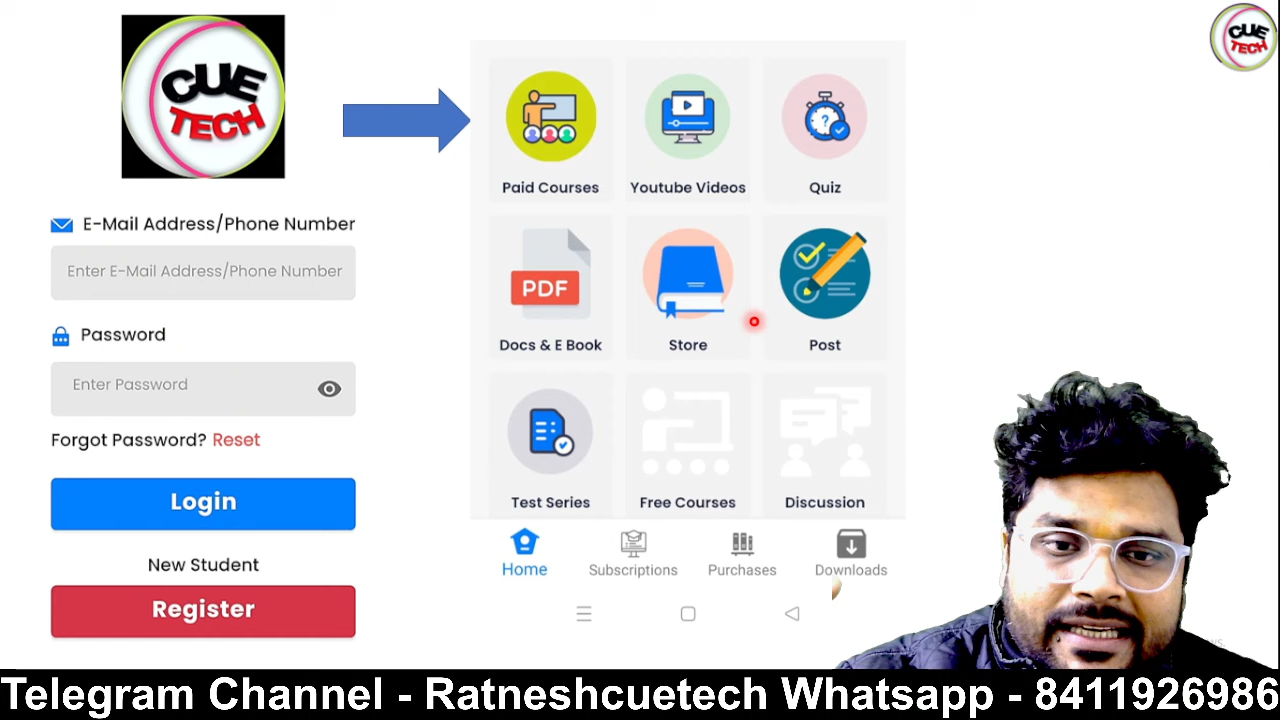 CUE
TECH
E-Mail Address/Phone Number
Enter E-Mail Address/Phone Number
Password
Enter Password
Forgot Password? Reset
Login
New Student
Register
Paid Courses
Youtube Videos
Quiz
PDF
Docs & E Book
Store
Post
Test Series
Free Courses
Discussion
Home
Subscriptions
Purchases
Downloads
CUE
TECH
Telegram Channel - Ratneshcuetech Whatsapp - 8411926986